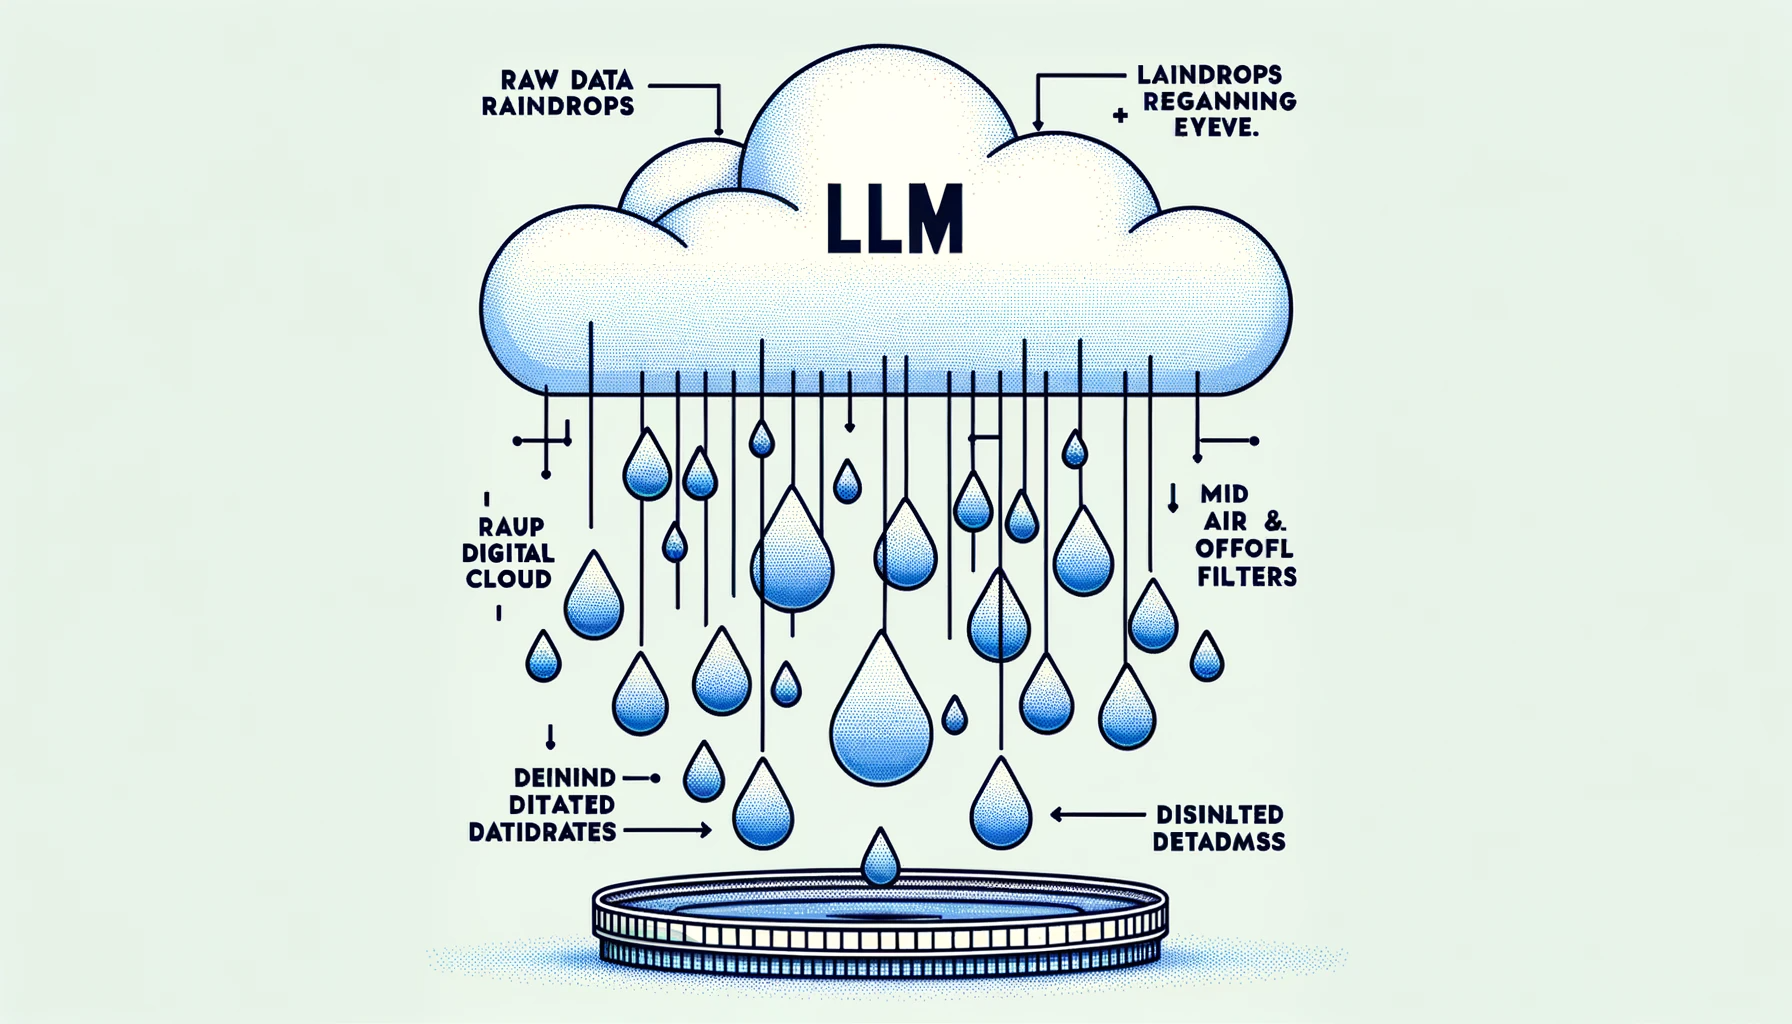 RAW DATA
RAINDROPS
LAINDROPS
+ REGANNING
EYEVE.
LLM
RAUP
DIGITAL
CLOUD
MID
AIR &
OFFOFL
FILTERS
DEININD
DITATED
DATIDRATES
DISINLTED
DETADMSS